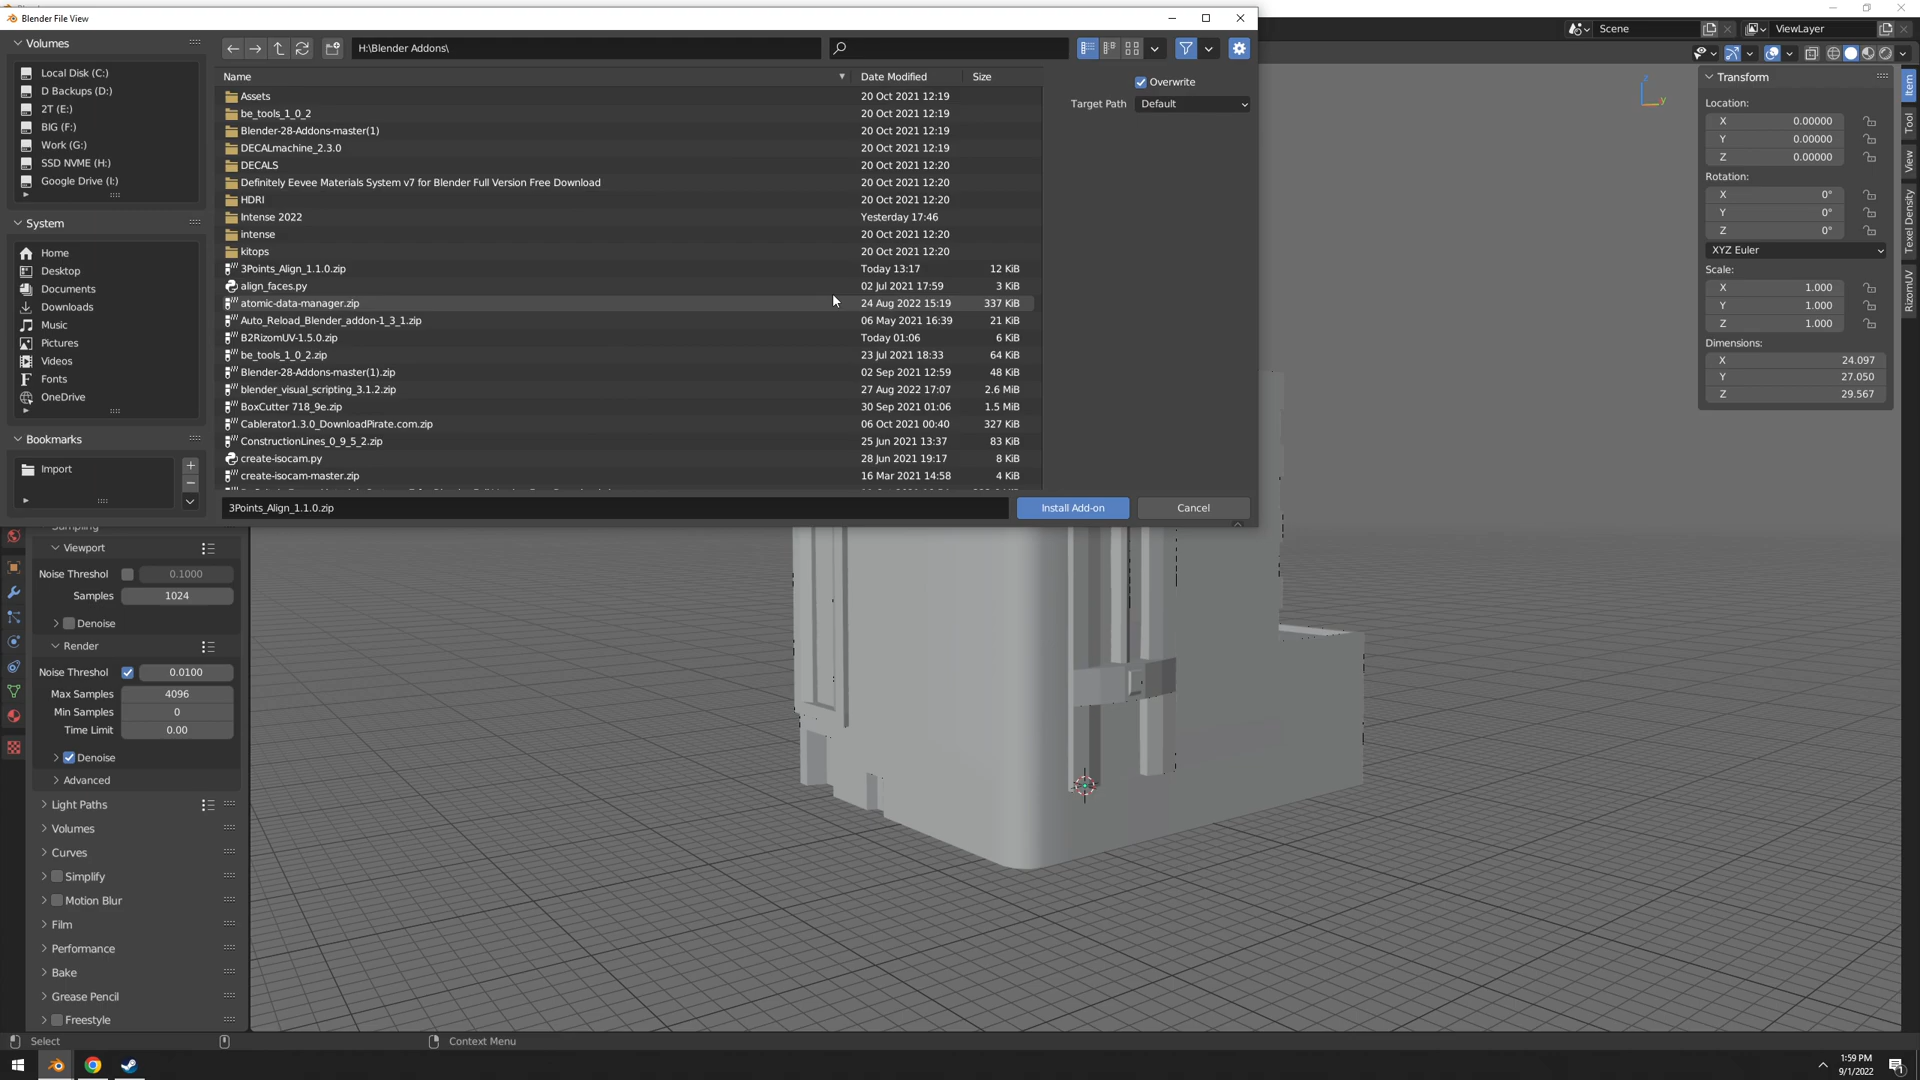 Blender File View
Scene
ViewLayer
Volumes
Local Disk (C:)
D Backups (D:)
2T (E:)
BIG (F:)
Work (G:)
SSD NVME (H:)
Google Drive (I:)
System
Home
Desktop
Documents
Downloads
Music
Pictures
Videos
Fonts
OneDrive
Bookmarks
Import
H:\Blender Addons\
Name Date Modified Size
Assets 20 Oct 2021 12:19
be_tools_1_0_2 20 Oct 2021 12:19
Blender-28-Addons-master(1) 20 Oct 2021 12:19
DECALmachine_2.3.0 20 Oct 2021 12:19
DECALS 20 Oct 2021 12:20
Definitely Eevee Materials System v7 for Blender Full Version Free Download 20 Oct 2021 12:20
HDRI 20 Oct 2021 12:20
Intense 2022 Yesterday 17:46
intense 20 Oct 2021 12:20
kitops 20 Oct 2021 12:20
3Points_Align_1.1.0.zip Today 13:17 12 KiB
align_faces.py 02 Jul 2021 17:59 3 KiB
atomic-data-manager.zip 24 Aug 2022 15:19 337 KiB
Auto_Reload_Blender_addon-1_3_1.zip 06 May 2021 16:39 21 KiB
B2RizomUV-1.5.0.zip Today 01:06 6 KiB
be_tools_1_0_2.zip 23 Jul 2021 18:33 64 KiB
Blender-28-Addons-master(1).zip 02 Sep 2021 12:59 48 KiB
blender_visual_scripting_3.1.2.zip 27 Aug 2022 17:07 2.6 MiB
BoxCutter 718_9e.zip 30 Sep 2021 01:06 1.5 MiB
Cablerator1.3.0_DownloadPirate.com.zip 06 Oct 2021 00:40 327 KiB
ConstructionLines_0_9_5_2.zip 25 Jun 2021 13:37 83 KiB
create-isocam.py 28 Jun 2021 19:17 8 KiB
create-isocam-master.zip 16 Mar 2021 14:58 4 KiB
3Points_Align_1.1.0.zip
Install Add-on
Cancel
Overwrite
Target Path Default
Transform
Location:
X 0.00000
Y 0.00000
Z 0.00000
Rotation:
X 0°
Y 0°
Z 0°
XYZ Euler
Scale:
X 1.000
Y 1.000
Z 1.000
Dimensions:
X 24.097
Y 27.050
Z 29.567
Item
Tool
View
Texel Density
RizomUV
z
y
Sampling
Viewport
Noise Threshol 0.1000
Samples 1024
Denoise
Render
Noise Threshol 0.0100
Max Samples 4096
Min Samples 0
Time Limit 0.00
Denoise
Advanced
Light Paths
Volumes
Curves
Simplify
Motion Blur
Film
Performance
Bake
Grease Pencil
Freestyle
Select
Context Menu
1:59 PM
9/1/2022
1